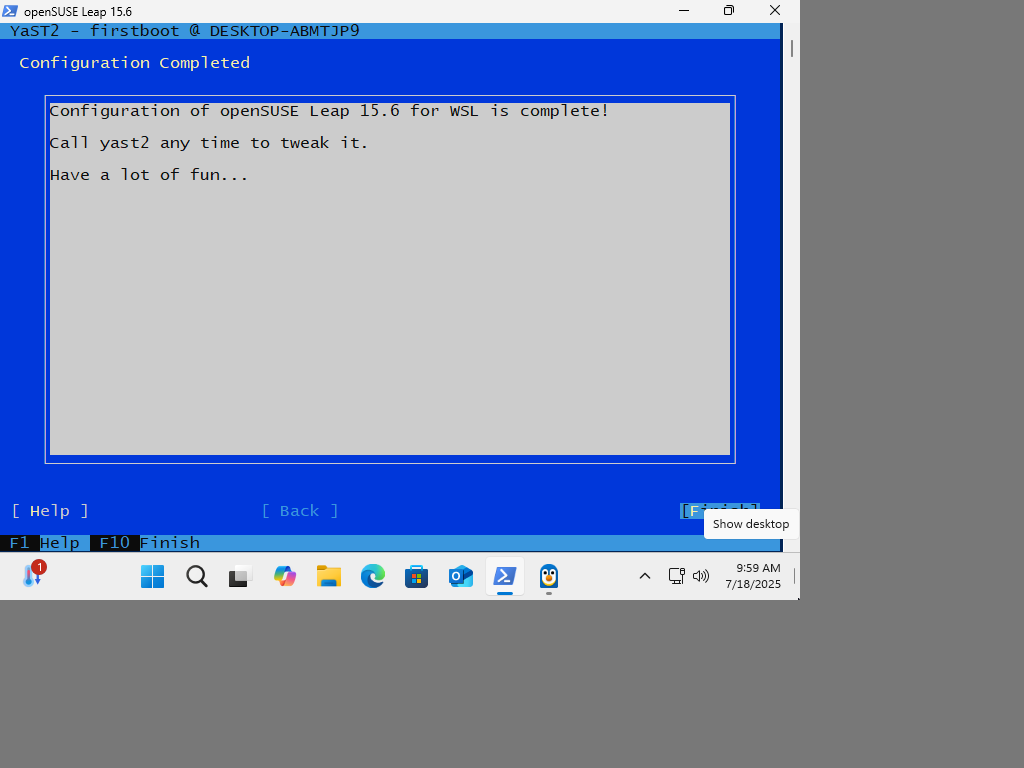 openSUSE Leap 15.6
YaST2 - firstboot @ DESKTOP-ABMTJP9
Configuration Completed
Configuration of openSUSE Leap 15.6 for WSL is complete!
Call yast2 any time to tweak it.
Have a lot of fun...
[ Help ] [ Back ] [Finish]
Show desktop
F1 Help F10 Finish
1
9:59 AM
7/18/2025